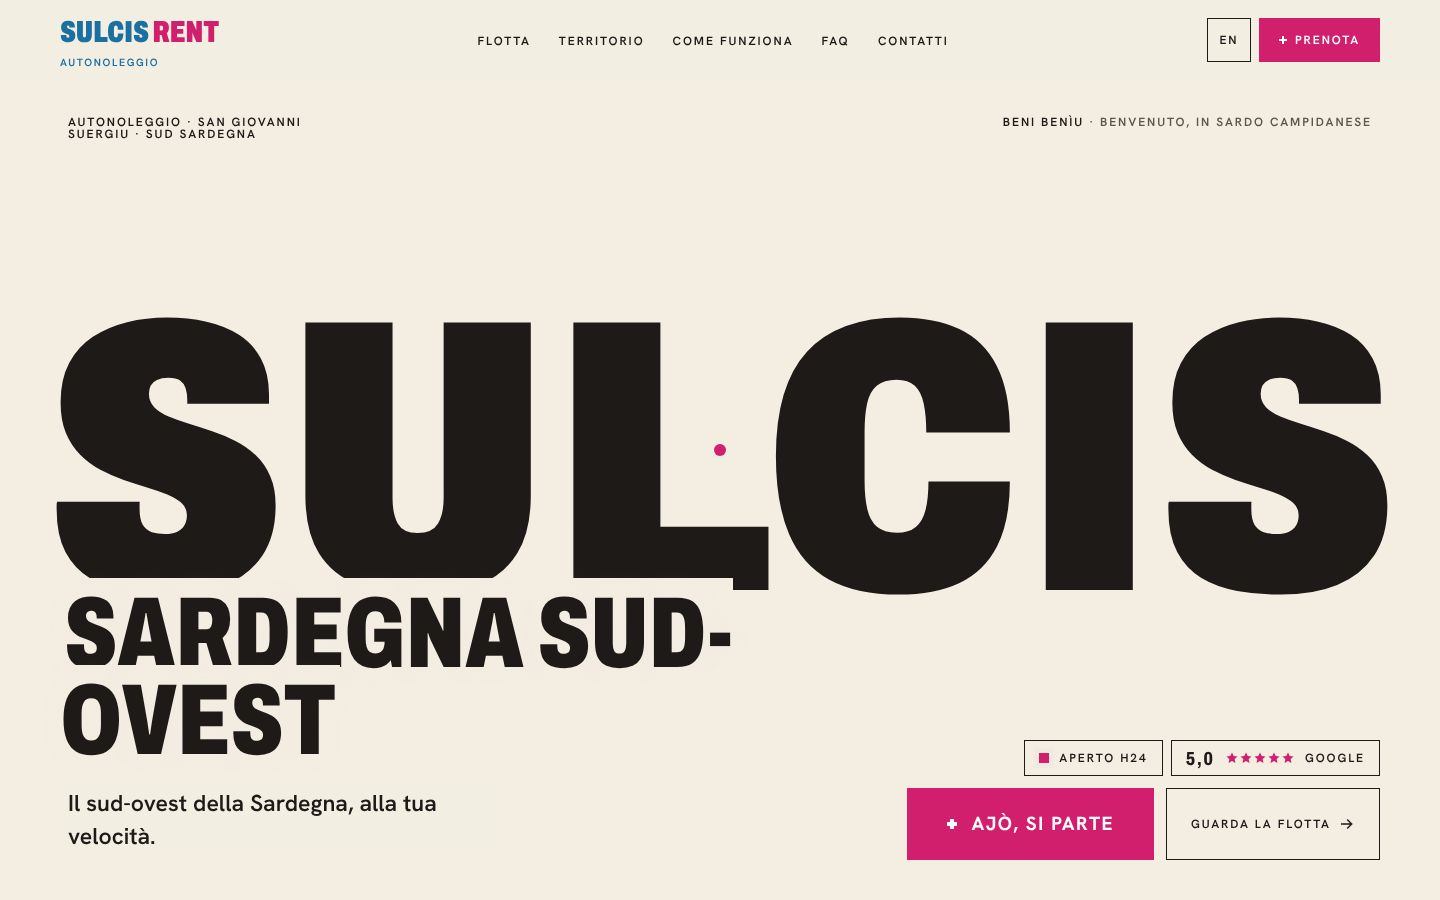 SULCIS RENT
AUTONOLEGGIO
FLOTTA TERRITORIO COME FUNZIONA FAQ CONTATTI
EN
+ PRENOTA
AUTONOLEGGIO · SAN GIOVANNI
SUERGIU · SUD SARDEGNA
BENI BENÌU · BENVENUTO, IN SARDO CAMPIDANESE
SULCIS
SARDEGNA SUD-
OVEST
Il sud-ovest della Sardegna, alla tua
velocità.
APERTO H24
5,0 ★★★★★ GOOGLE
+ AJÒ, SI PARTE
GUARDA LA FLOTTA →